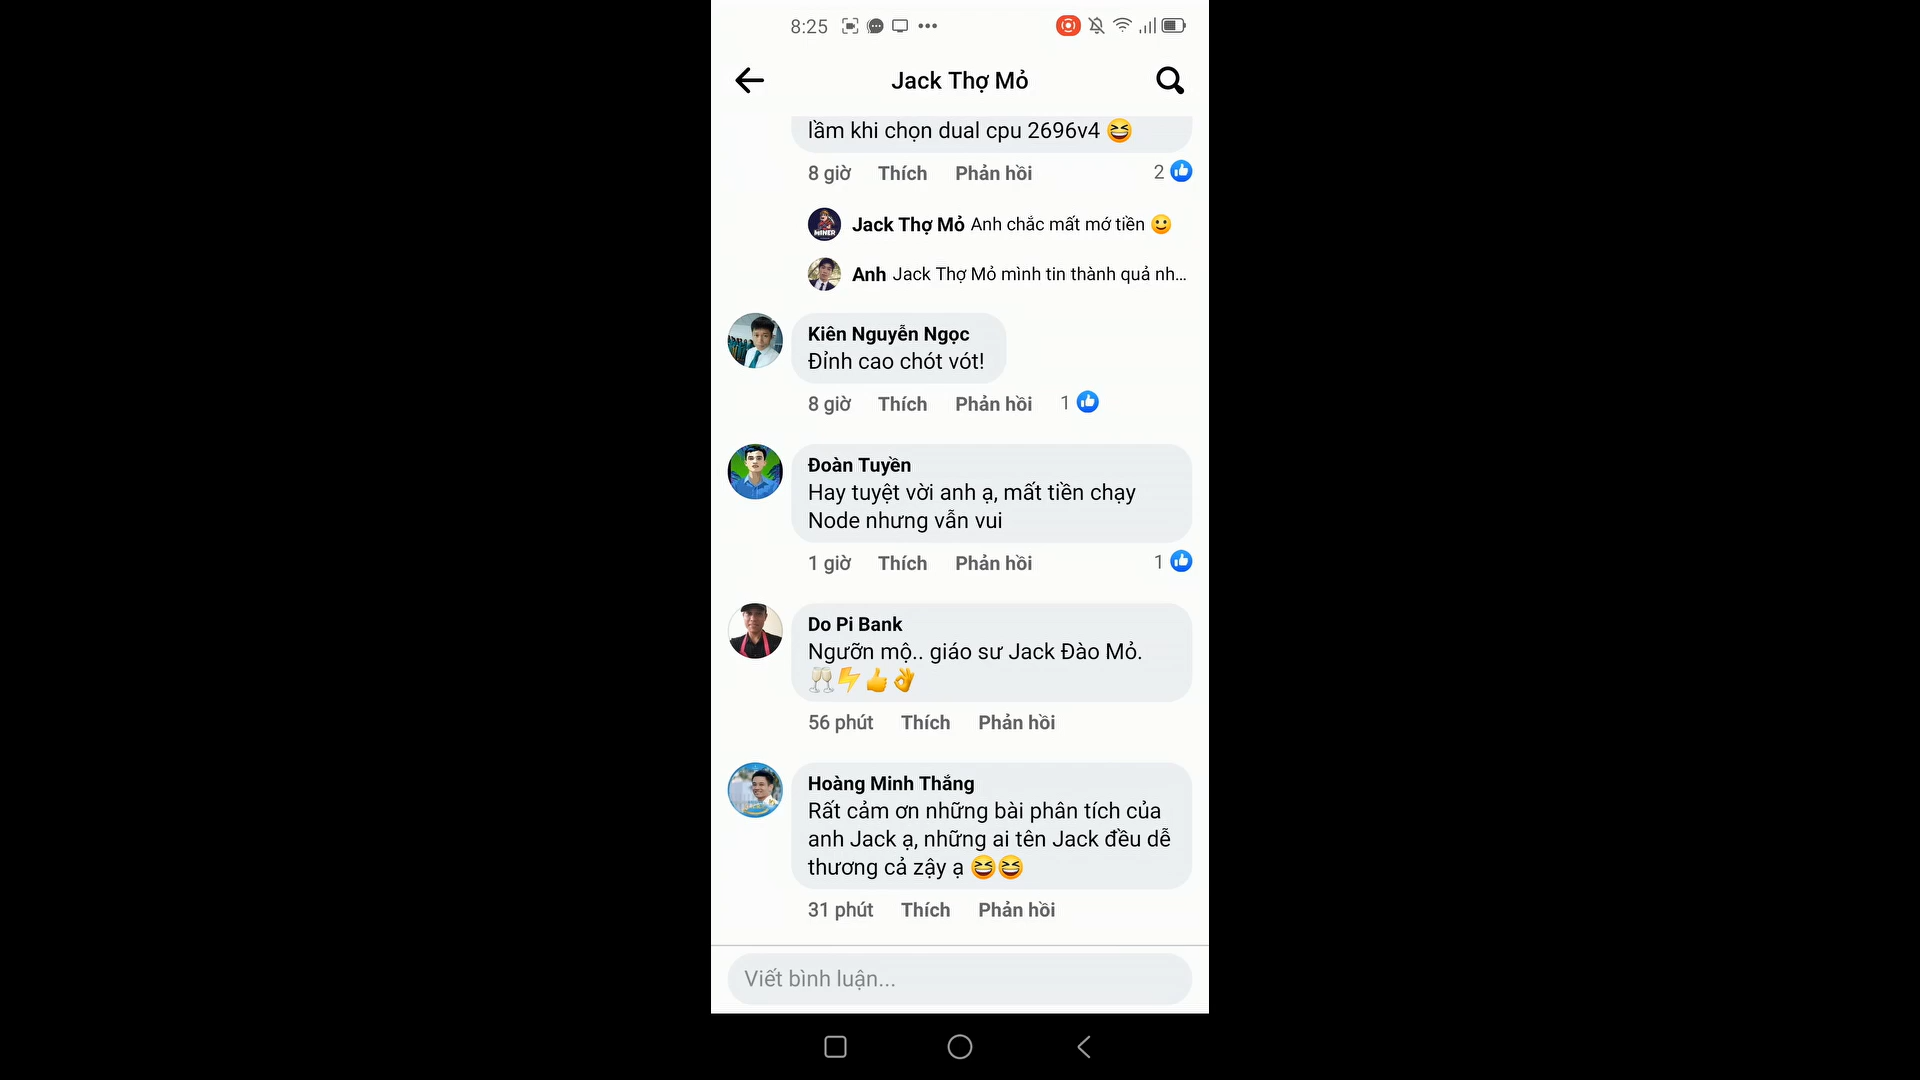 8:25
Jack Thợ Mỏ
lầm khi chọn dual cpu 2696v4 😆
8 giờ Thích Phản hồi 2
Jack Thợ Mỏ Anh chắc mất mớ tiền 🙂
Anh Jack Thợ Mỏ mình tin thành quả nh...
Kiên Nguyễn Ngọc
Đỉnh cao chót vót!
8 giờ Thích Phản hồi 1
Đoàn Tuyền
Hay tuyệt vời anh ạ, mất tiền chạy
Node nhưng vẫn vui
1 giờ Thích Phản hồi 1
Do Pi Bank
Ngưỡn mộ.. giáo sư Jack Đào Mỏ.
🥂⚡👍👌
56 phút Thích Phản hồi
Hoàng Minh Thắng
Rất cảm ơn những bài phân tích của
anh Jack ạ, những ai tên Jack đều dễ
thương cả zậy ạ 😆😆
31 phút Thích Phản hồi
Viết bình luận...